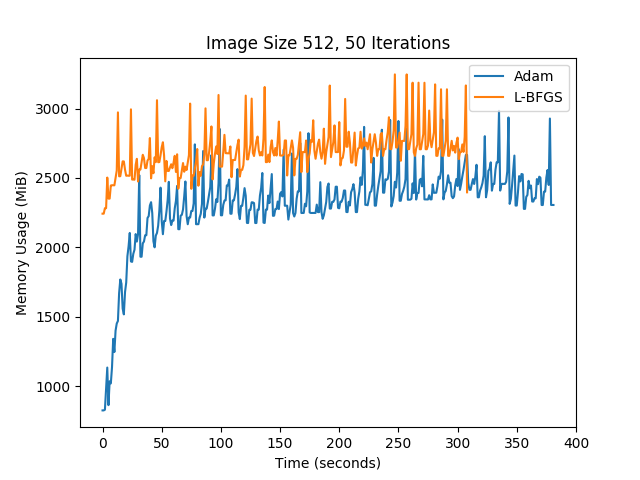 Image Size 512, 50 Iterations
Adam
L-BFGS
3000
2500
2000
1500
1000
Memory Usage (MiB)
0 50 100 150 200 250 300 350 400
Time (seconds)